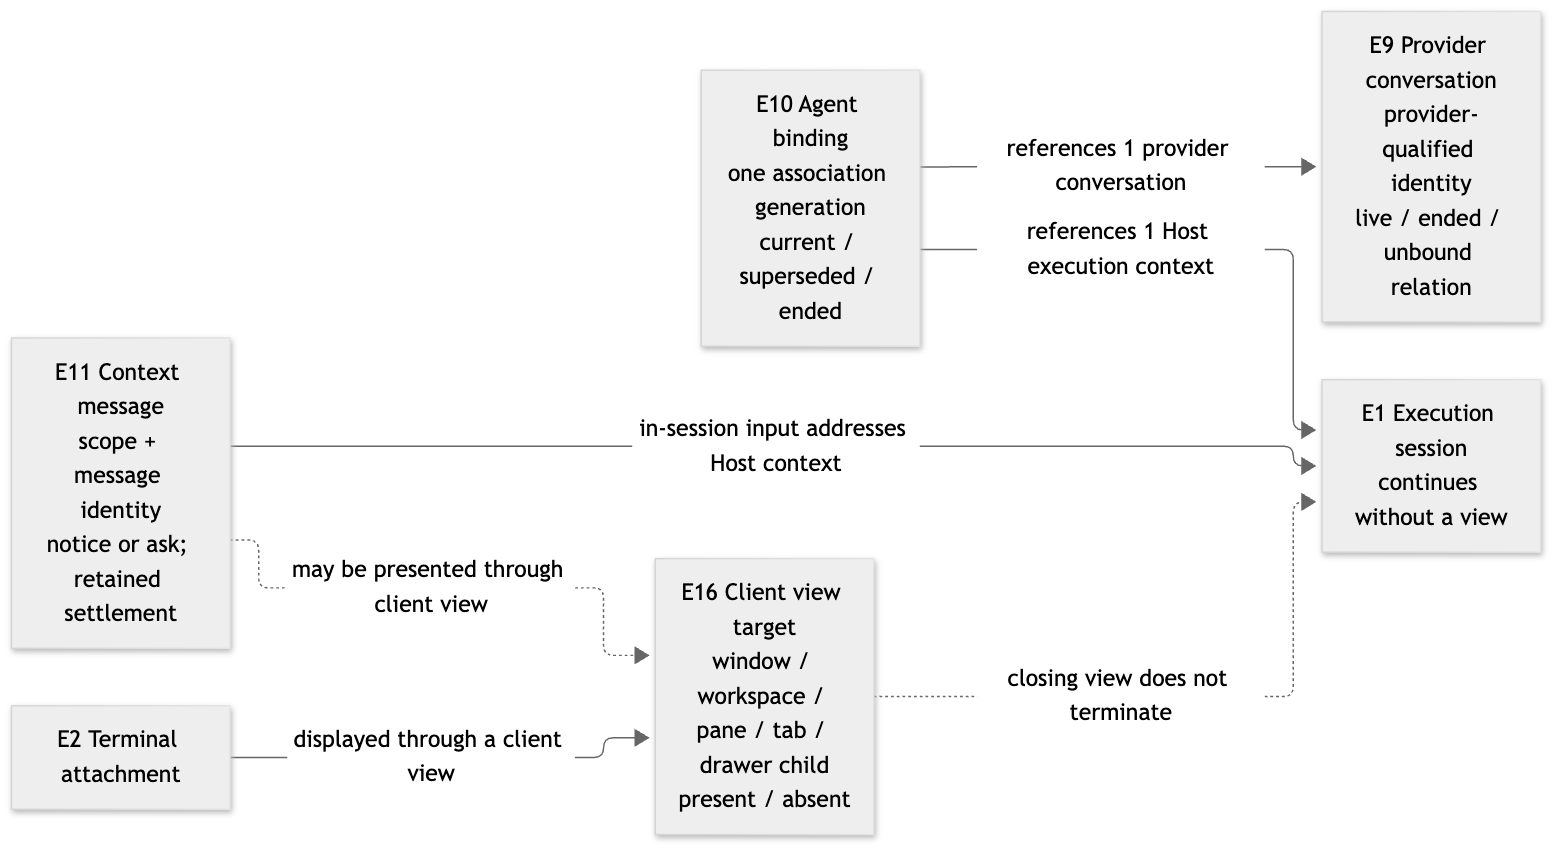 E9 Provider
conversation
provider-
qualified
identity
live / ended /
unbound
relation
E10 Agent
binding
one association
generation
current /
superseded /
ended
references 1 provider
conversation
references 1 Host
execution context
E11 Context
message
scope +
message
identity
notice or ask;
retained
settlement
in-session input addresses
Host context
E1 Execution
session
continues
without a view
may be presented through
client view
E16 Client view
target
window /
workspace /
pane / tab /
drawer child
present / absent
closing view does not
terminate
E2 Terminal
attachment
displayed through a client
view